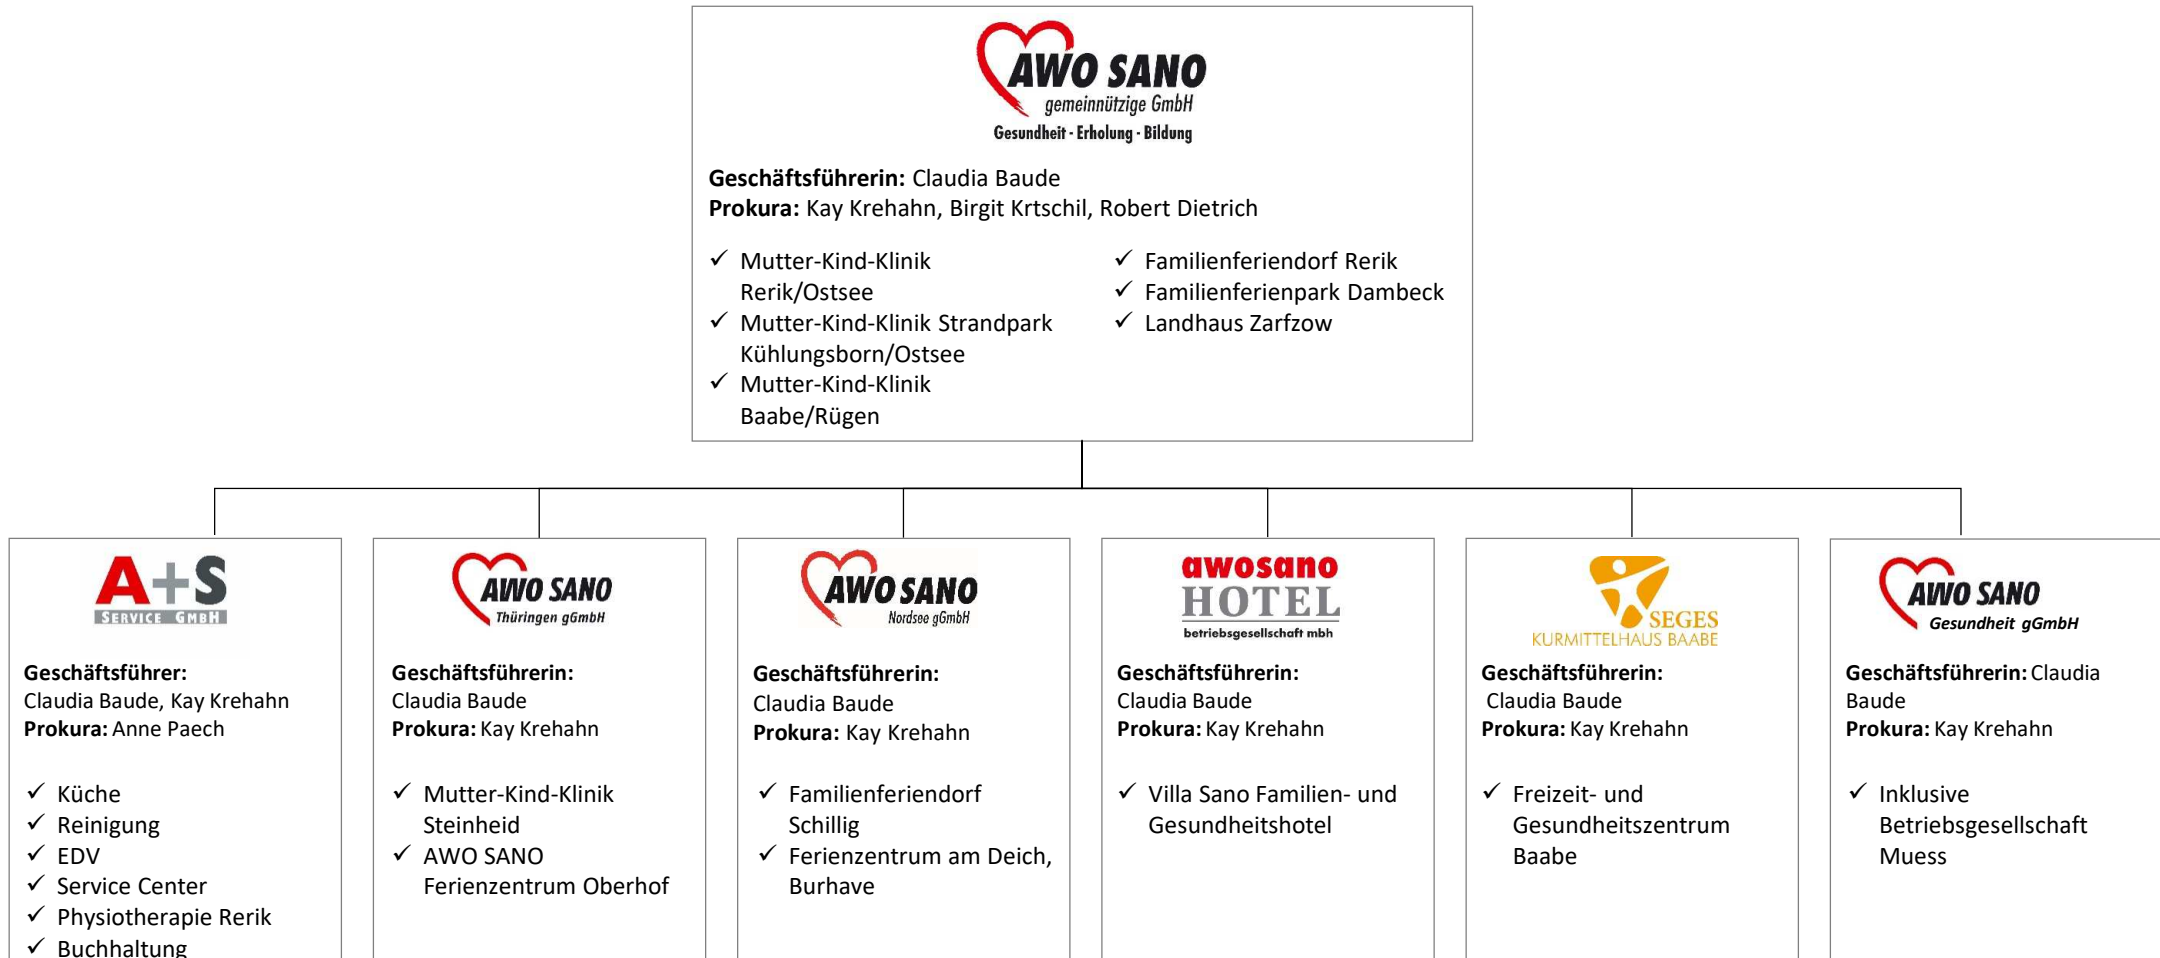 AWO SANO
gemeinnützige GmbH
Gesundheit - Erholung - Bildung
Geschäftsführerin: Claudia Baude
Prokura: Kay Krehahn, Birgit Krtschil, Robert Dietrich
✓ Mutter-Kind-Klinik
Rerik/Ostsee
✓ Mutter-Kind-Klinik Strandpark
Kühlungsborn/Ostsee
✓ Mutter-Kind-Klinik
Baabe/Rügen
✓ Familienferiendorf Rerik
✓ Familienferienpark Dambeck
✓ Landhaus Zarfzow
A+S
SERVICE GMBH
Geschäftsführer:
Claudia Baude, Kay Krehahn
Prokura: Anne Paech
✓ Küche
✓ Reinigung
✓ EDV
✓ Service Center
✓ Physiotherapie Rerik
✓ Buchhaltung
AWO SANO
Thüringen gGmbH
Geschäftsführerin:
Claudia Baude
Prokura: Kay Krehahn
✓ Mutter-Kind-Klinik
Steinheid
✓ AWO SANO
Ferienzentrum Oberhof
AWO SANO
Nordsee gGmbH
Geschäftsführerin:
Claudia Baude
Prokura: Kay Krehahn
✓ Familienferiendorf
Schillig
✓ Ferienzentrum am Deich,
Burhave
awosano
HOTEL
betriebsgesellschaft mbh
Geschäftsführerin:
Claudia Baude
Prokura: Kay Krehahn
✓ Villa Sano Familien- und
Gesundheitshotel
SEGES
KURMITTELHAUS BAABE
Geschäftsführerin:
Claudia Baude
Prokura: Kay Krehahn
✓ Freizeit- und
Gesundheitszentrum
Baabe
AWO SANO
Gesundheit gGmbH
Geschäftsführerin: Claudia
Baude
Prokura: Kay Krehahn
✓ Inklusive
Betriebsgesellschaft
Muess